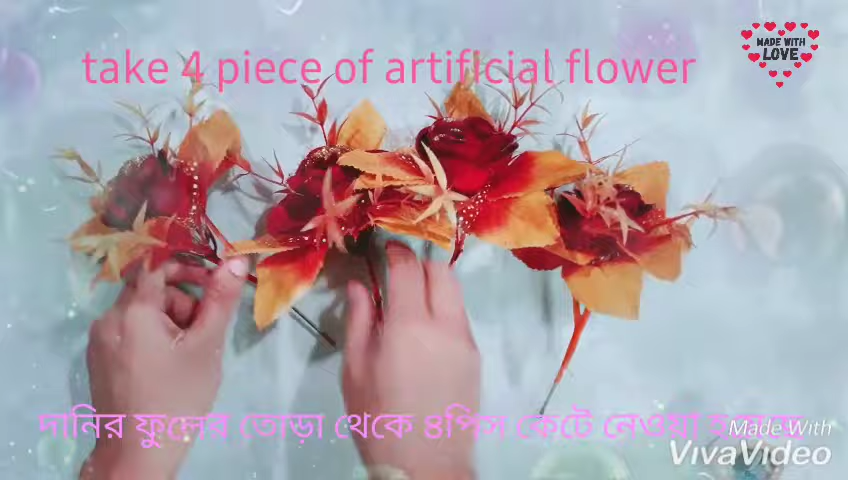 MADE WITH
LOVE
take 4 piece of artificial flower
দানির ফুলের তোড়া থেকে ৪পিস কেটে নেওয়া
Made With
VivaVideo